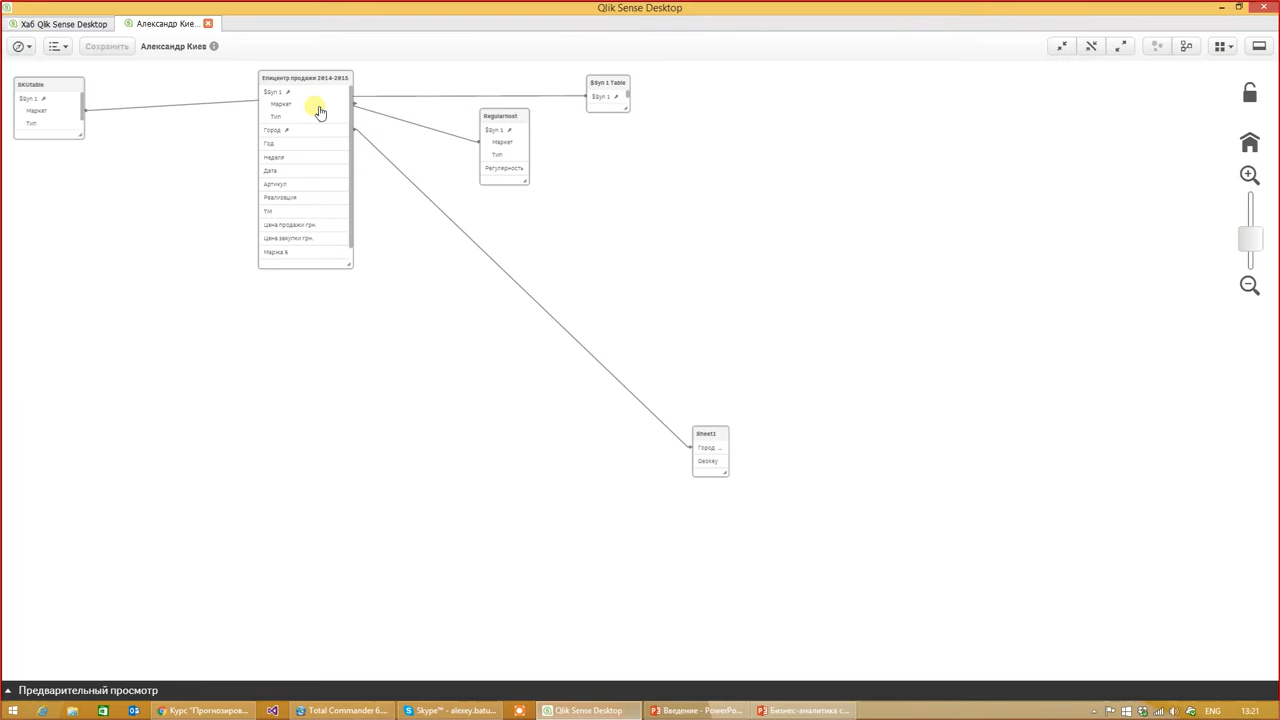 Qlik Sense Desktop
Хаб Qlik Sense Desktop
Александр Кие...
Сохранить
Александр Киев
SKUtable
$Syn 1
Маркет
Тип
Епицентр продажи 2014-2015
$Syn 1
Маркет
Тип
Город
Год
Неделя
Дата
Артикул
Реализация
ТМ
Цена продажи грн.
Цена закупки грн.
Маржа %
$Syn 1 Table
$Syn 1
Regularnost
$Syn 1
Маркет
Тип
Регулярность
Sheet1
Город ...
Geokey
Предварительный просмотр
Курс "Прогнозиров...
Total Commander 6....
Skype™ - alexey.batu...
Qlik Sense Desktop
Введение - PowerPo...
Бизнес-аналитика с...
ENG
13:21